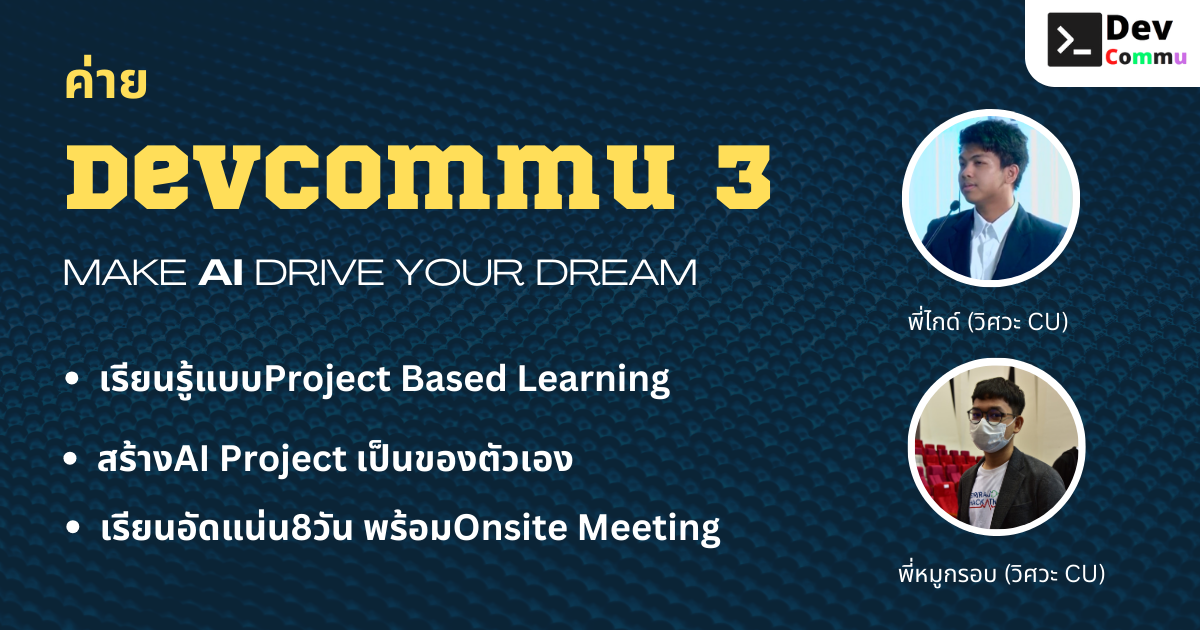 Dev
Commu
ค่าย
DEVCOMMU 3
MAKE AI DRIVE YOUR DREAM
พี่ไกด์ (วิศวะ CU)
• เรียนรู้แบบProject Based Learning
• สร้างAI Project เป็นของตัวเอง
• เรียนอัดแน่น8วัน พร้อมOnsite Meeting
พี่หมูกรอบ (วิศวะ CU)